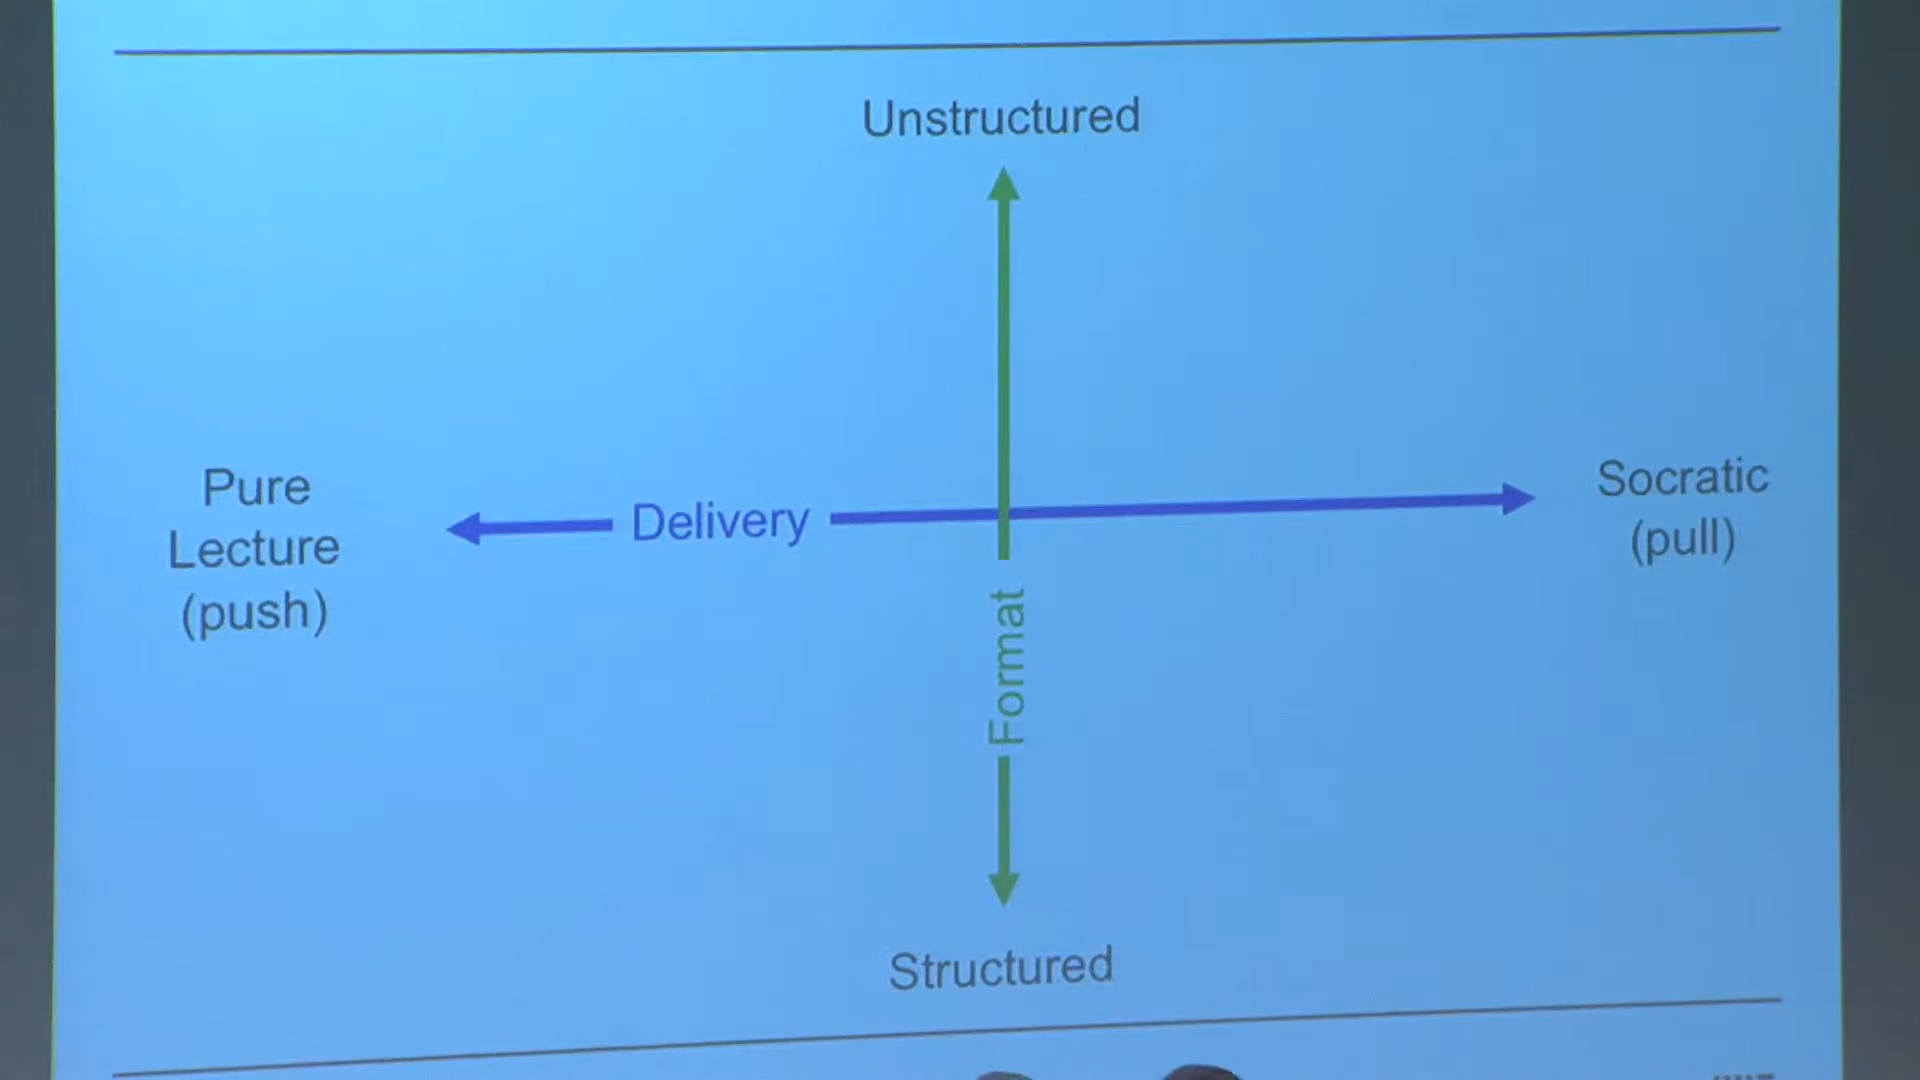 Unstructured
Pure
Lecture
(push)
Delivery
Socratic
(pull)
Format
Structured